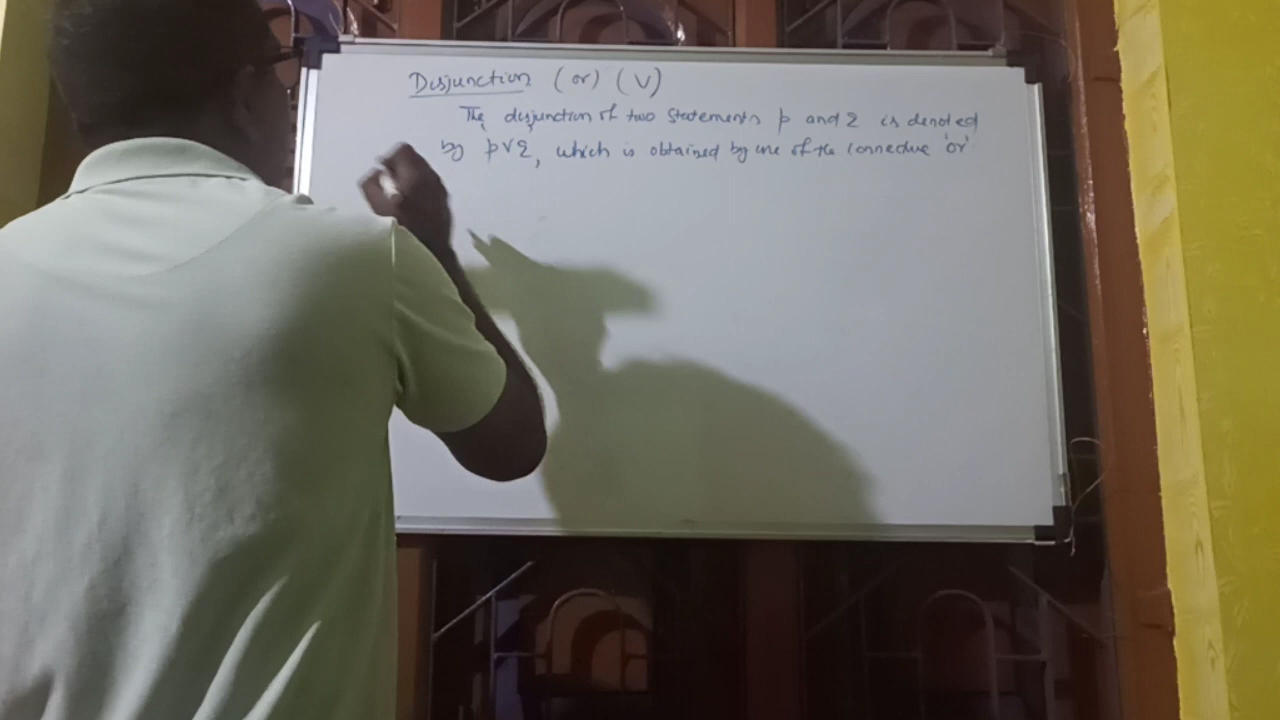 Disjunction (or) (∨)
The disjunction of two statements p and q is denoted
by p∨q, which is obtained by use of the connective 'or'